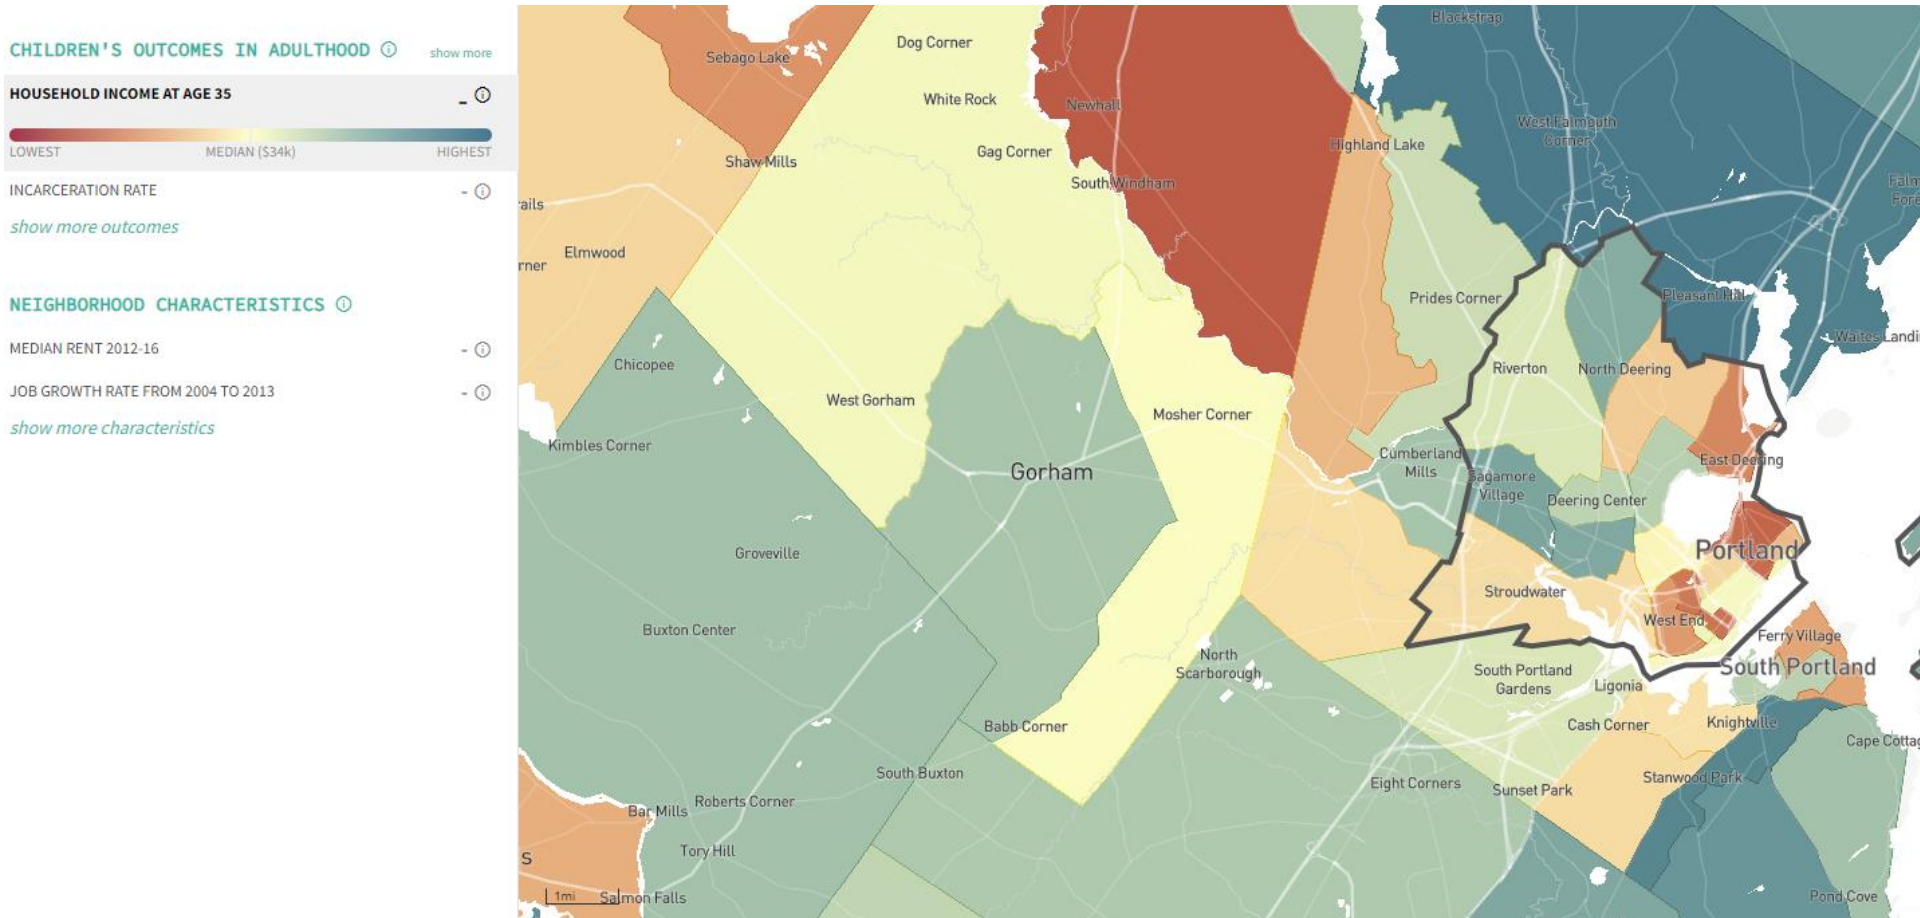 CHILDREN'S OUTCOMES IN ADULTHOOD show more
HOUSEHOLD INCOME AT AGE 35 -
LOWEST MEDIAN ($34k) HIGHEST
INCARCERATION RATE -
show more outcomes
NEIGHBORHOOD CHARACTERISTICS
MEDIAN RENT 2012-16 -
JOB GROWTH RATE FROM 2004 TO 2013 -
show more characteristics
Blackstrap
Dog Corner
Sebago Lake
White Rock
Newhall
West Falmouth
Corner
Highland Lake
Gag Corner
Shaw Mills
South Windham
Falm
Fore
ails
Elmwood
rner
Prides Corner
Pleasant Hill
Waites Landi
Chicopee
Riverton
North Deering
West Gorham
Mosher Corner
Kimbles Corner
Gorham
Cumberland
Mills
East Deering
Sagamore
Village
Deering Center
Groveville
Portland
Stroudwater
Buxton Center
West End
Ferry Village
North
Scarborough
South Portland
Gardens
Ligonia
South Portland
Babb Corner
Cash Corner
Knightville
Cape Cottag
South Buxton
Eight Corners
Sunset Park
Stanwood Park
Roberts Corner
Bar Mills
Tory Hill
s
1mi
Salmon Falls
Pond Cove